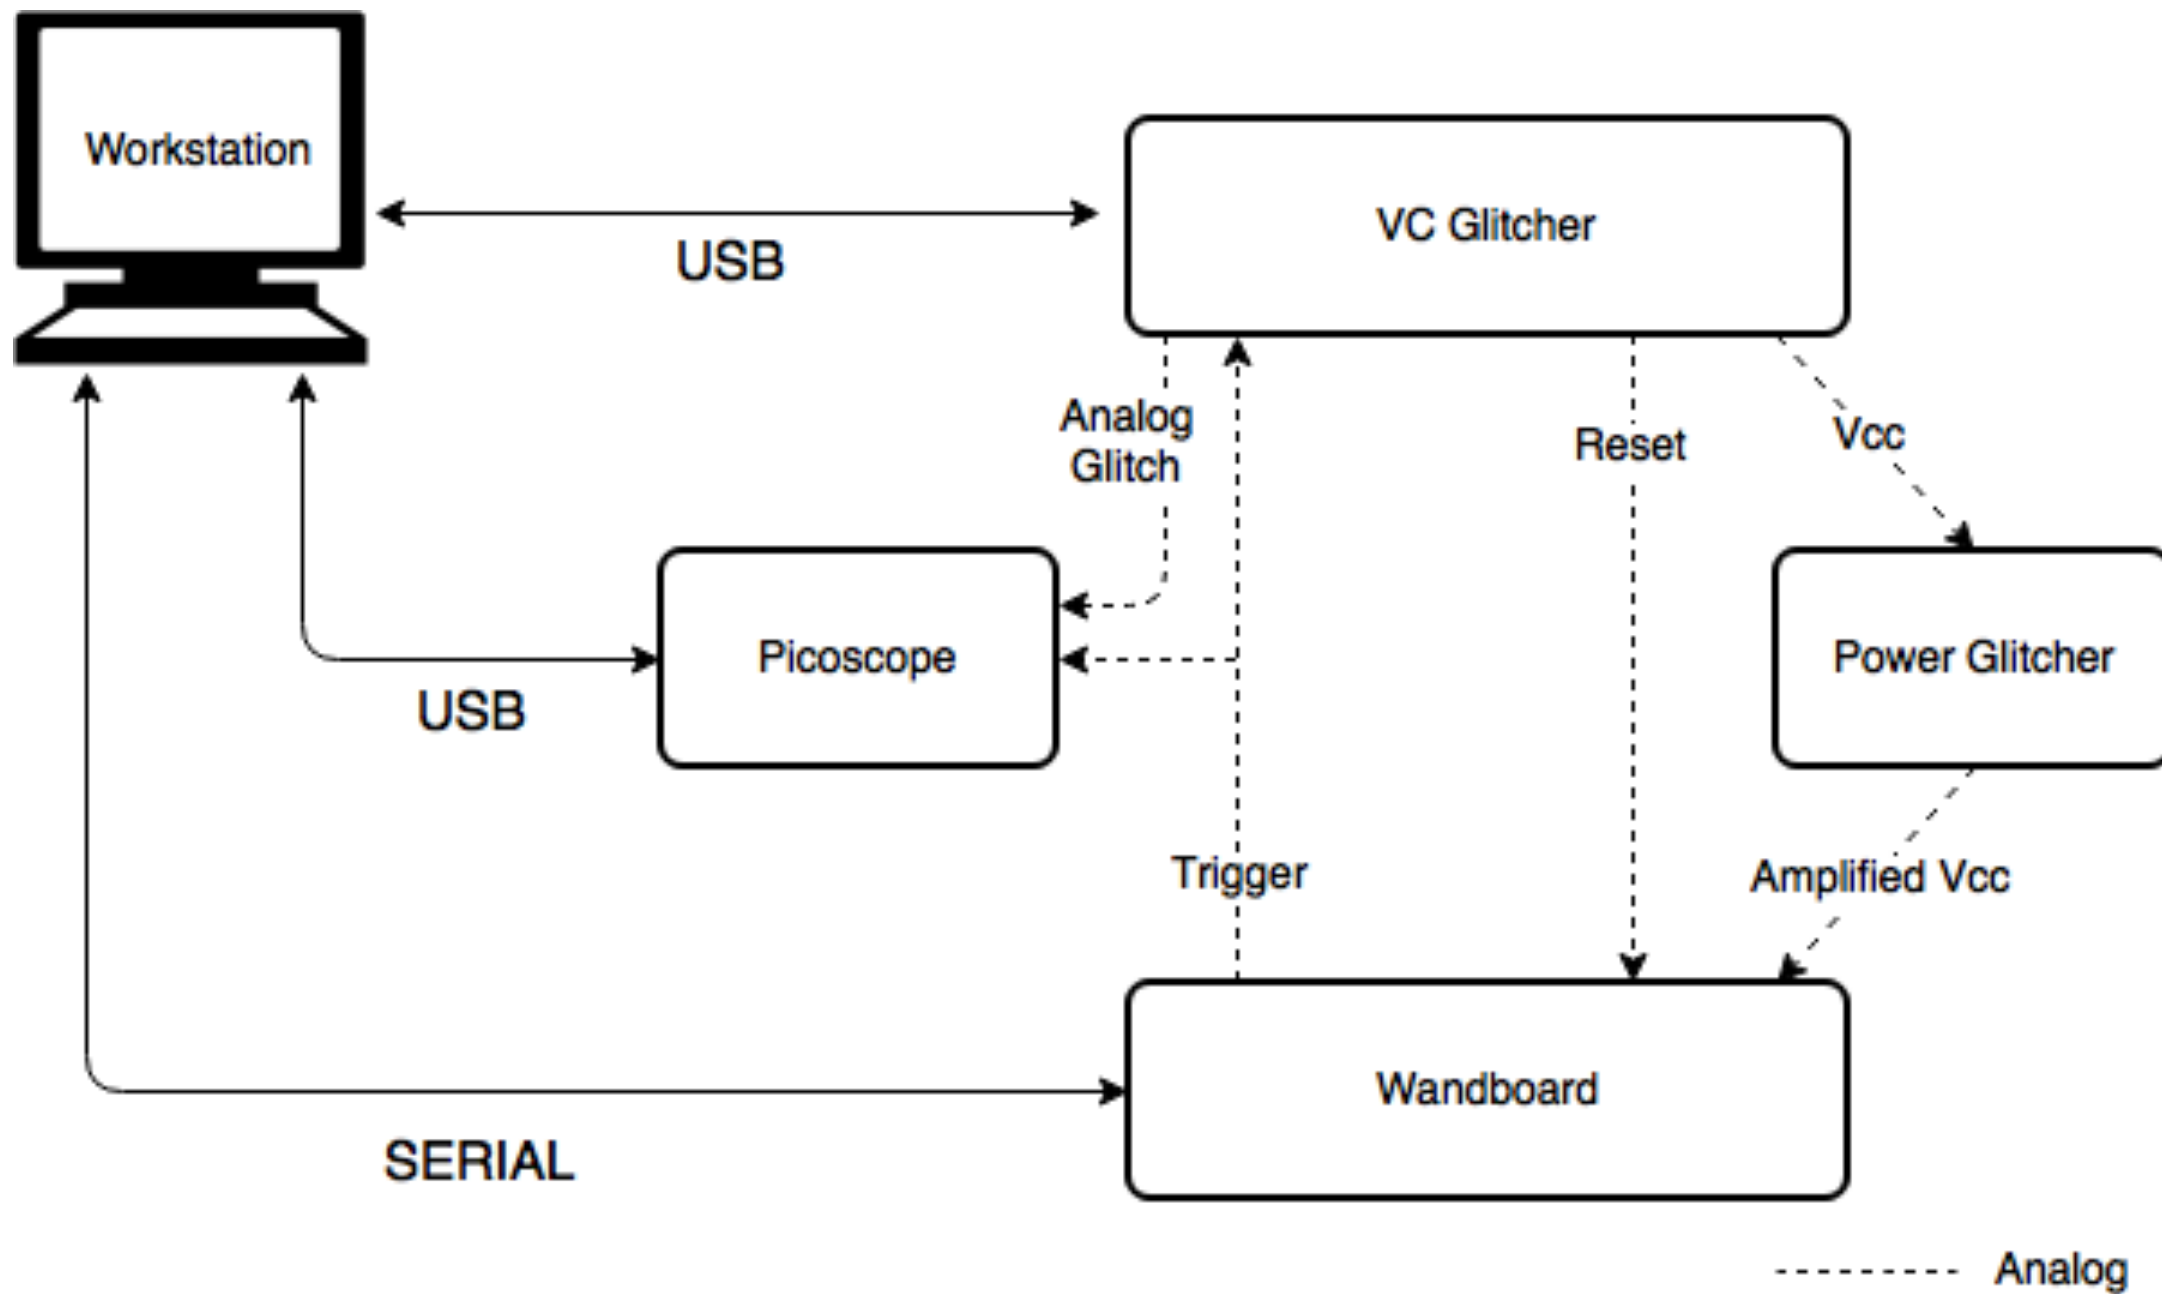 Workstation
VC Glitcher
USB
Analog
Glitch
Reset
Vcc
Picoscope
Power Glitcher
USB
Trigger
Amplified Vcc
Wandboard
SERIAL
Analog